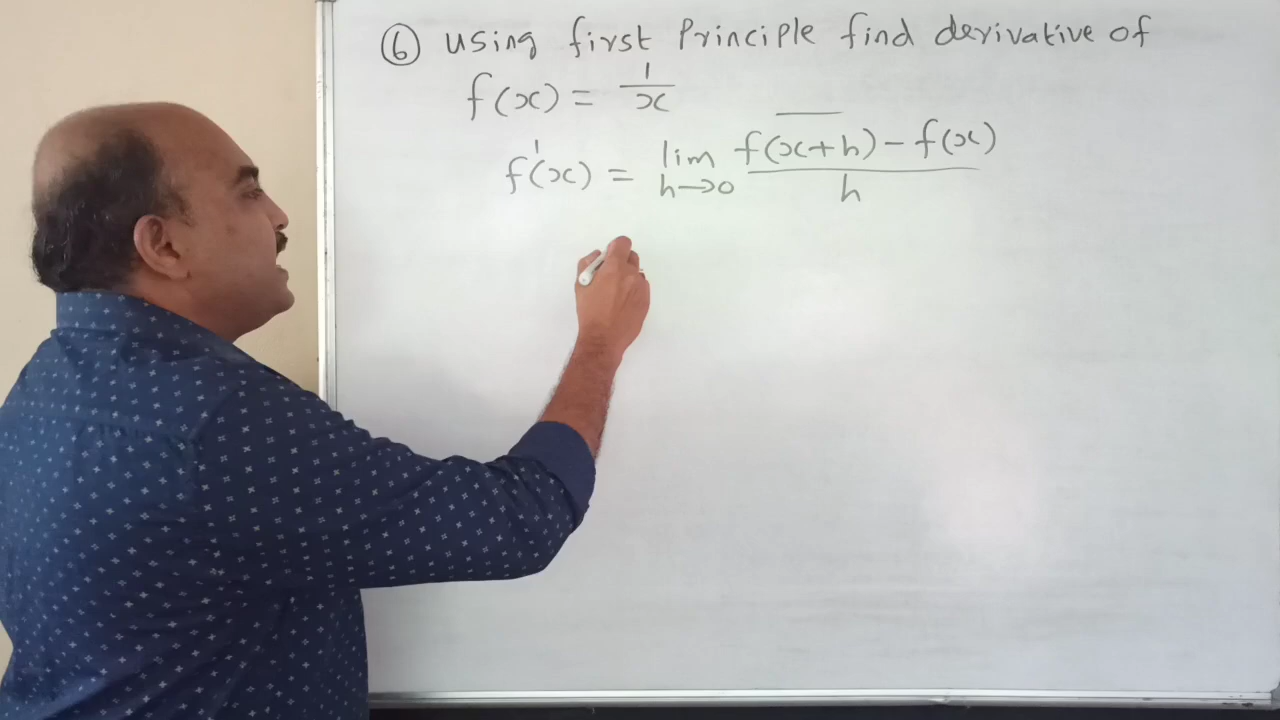 ⑥ Using first Principle find derivative of
f(x) = 1/x
f'(x) = lim h→0 f(x+h) - f(x) / h